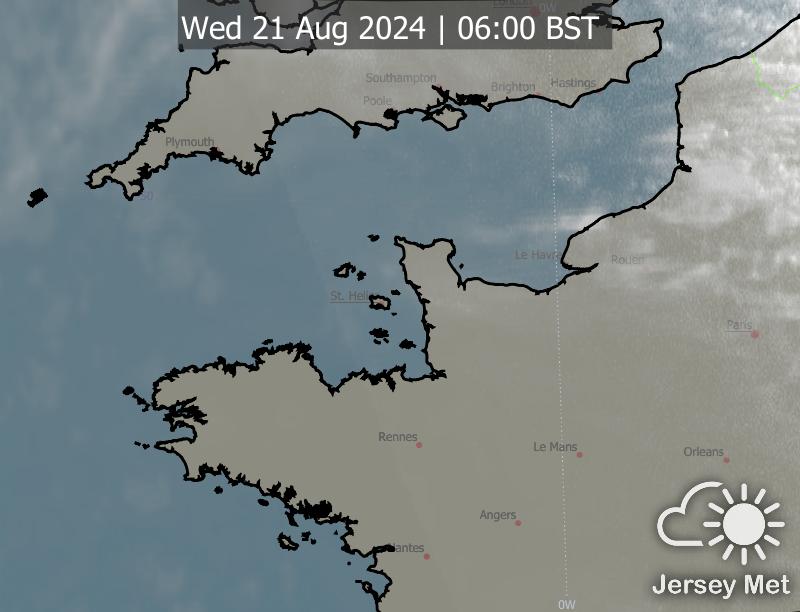 London
0W
Wed 21 Aug 2024 | 06:00 BST
Southampton
Brighton
Hastings
Poole
Plymouth
50
Le Havre
Rouen
St. Helier
Paris
Rennes
Le Mans
Orleans
Angers
Nantes
Jersey Met
0W